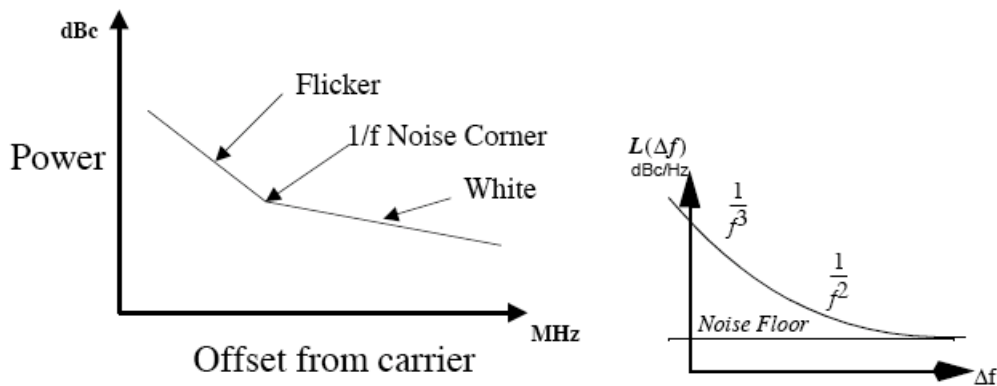 dBc
Flicker
1/f Noise Corner
Power
White
MHz
Offset from carrier
L(Δf)
dBc/Hz
1
f3
1
f2
Noise Floor
Δf